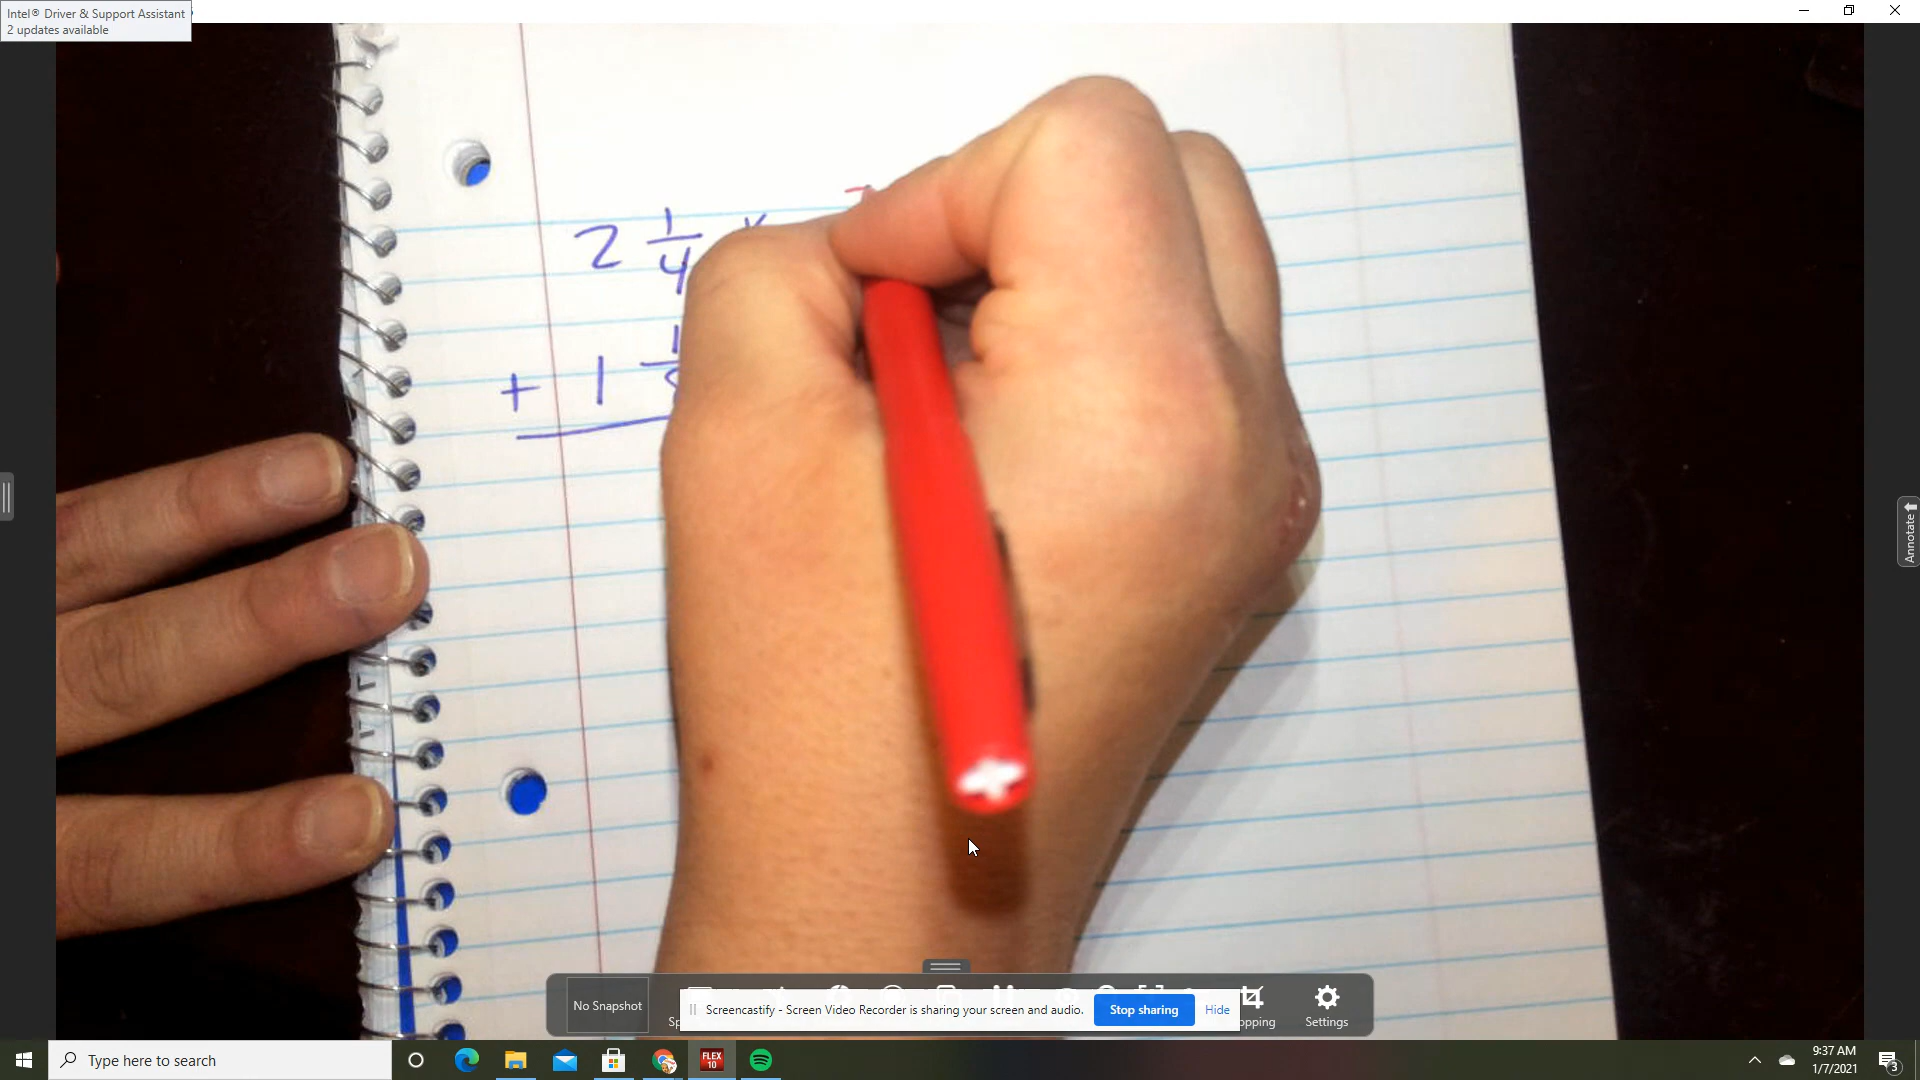 Intel® Driver & Support Assistant
2 updates available
2 1/4
+ 1
Annotate
No Snapshot
Screencastify - Screen Video Recorder is sharing your screen and audio.
Stop sharing
Hide
opping
Settings
Type here to search
FLEX
10
9:37 AM
1/7/2021
3